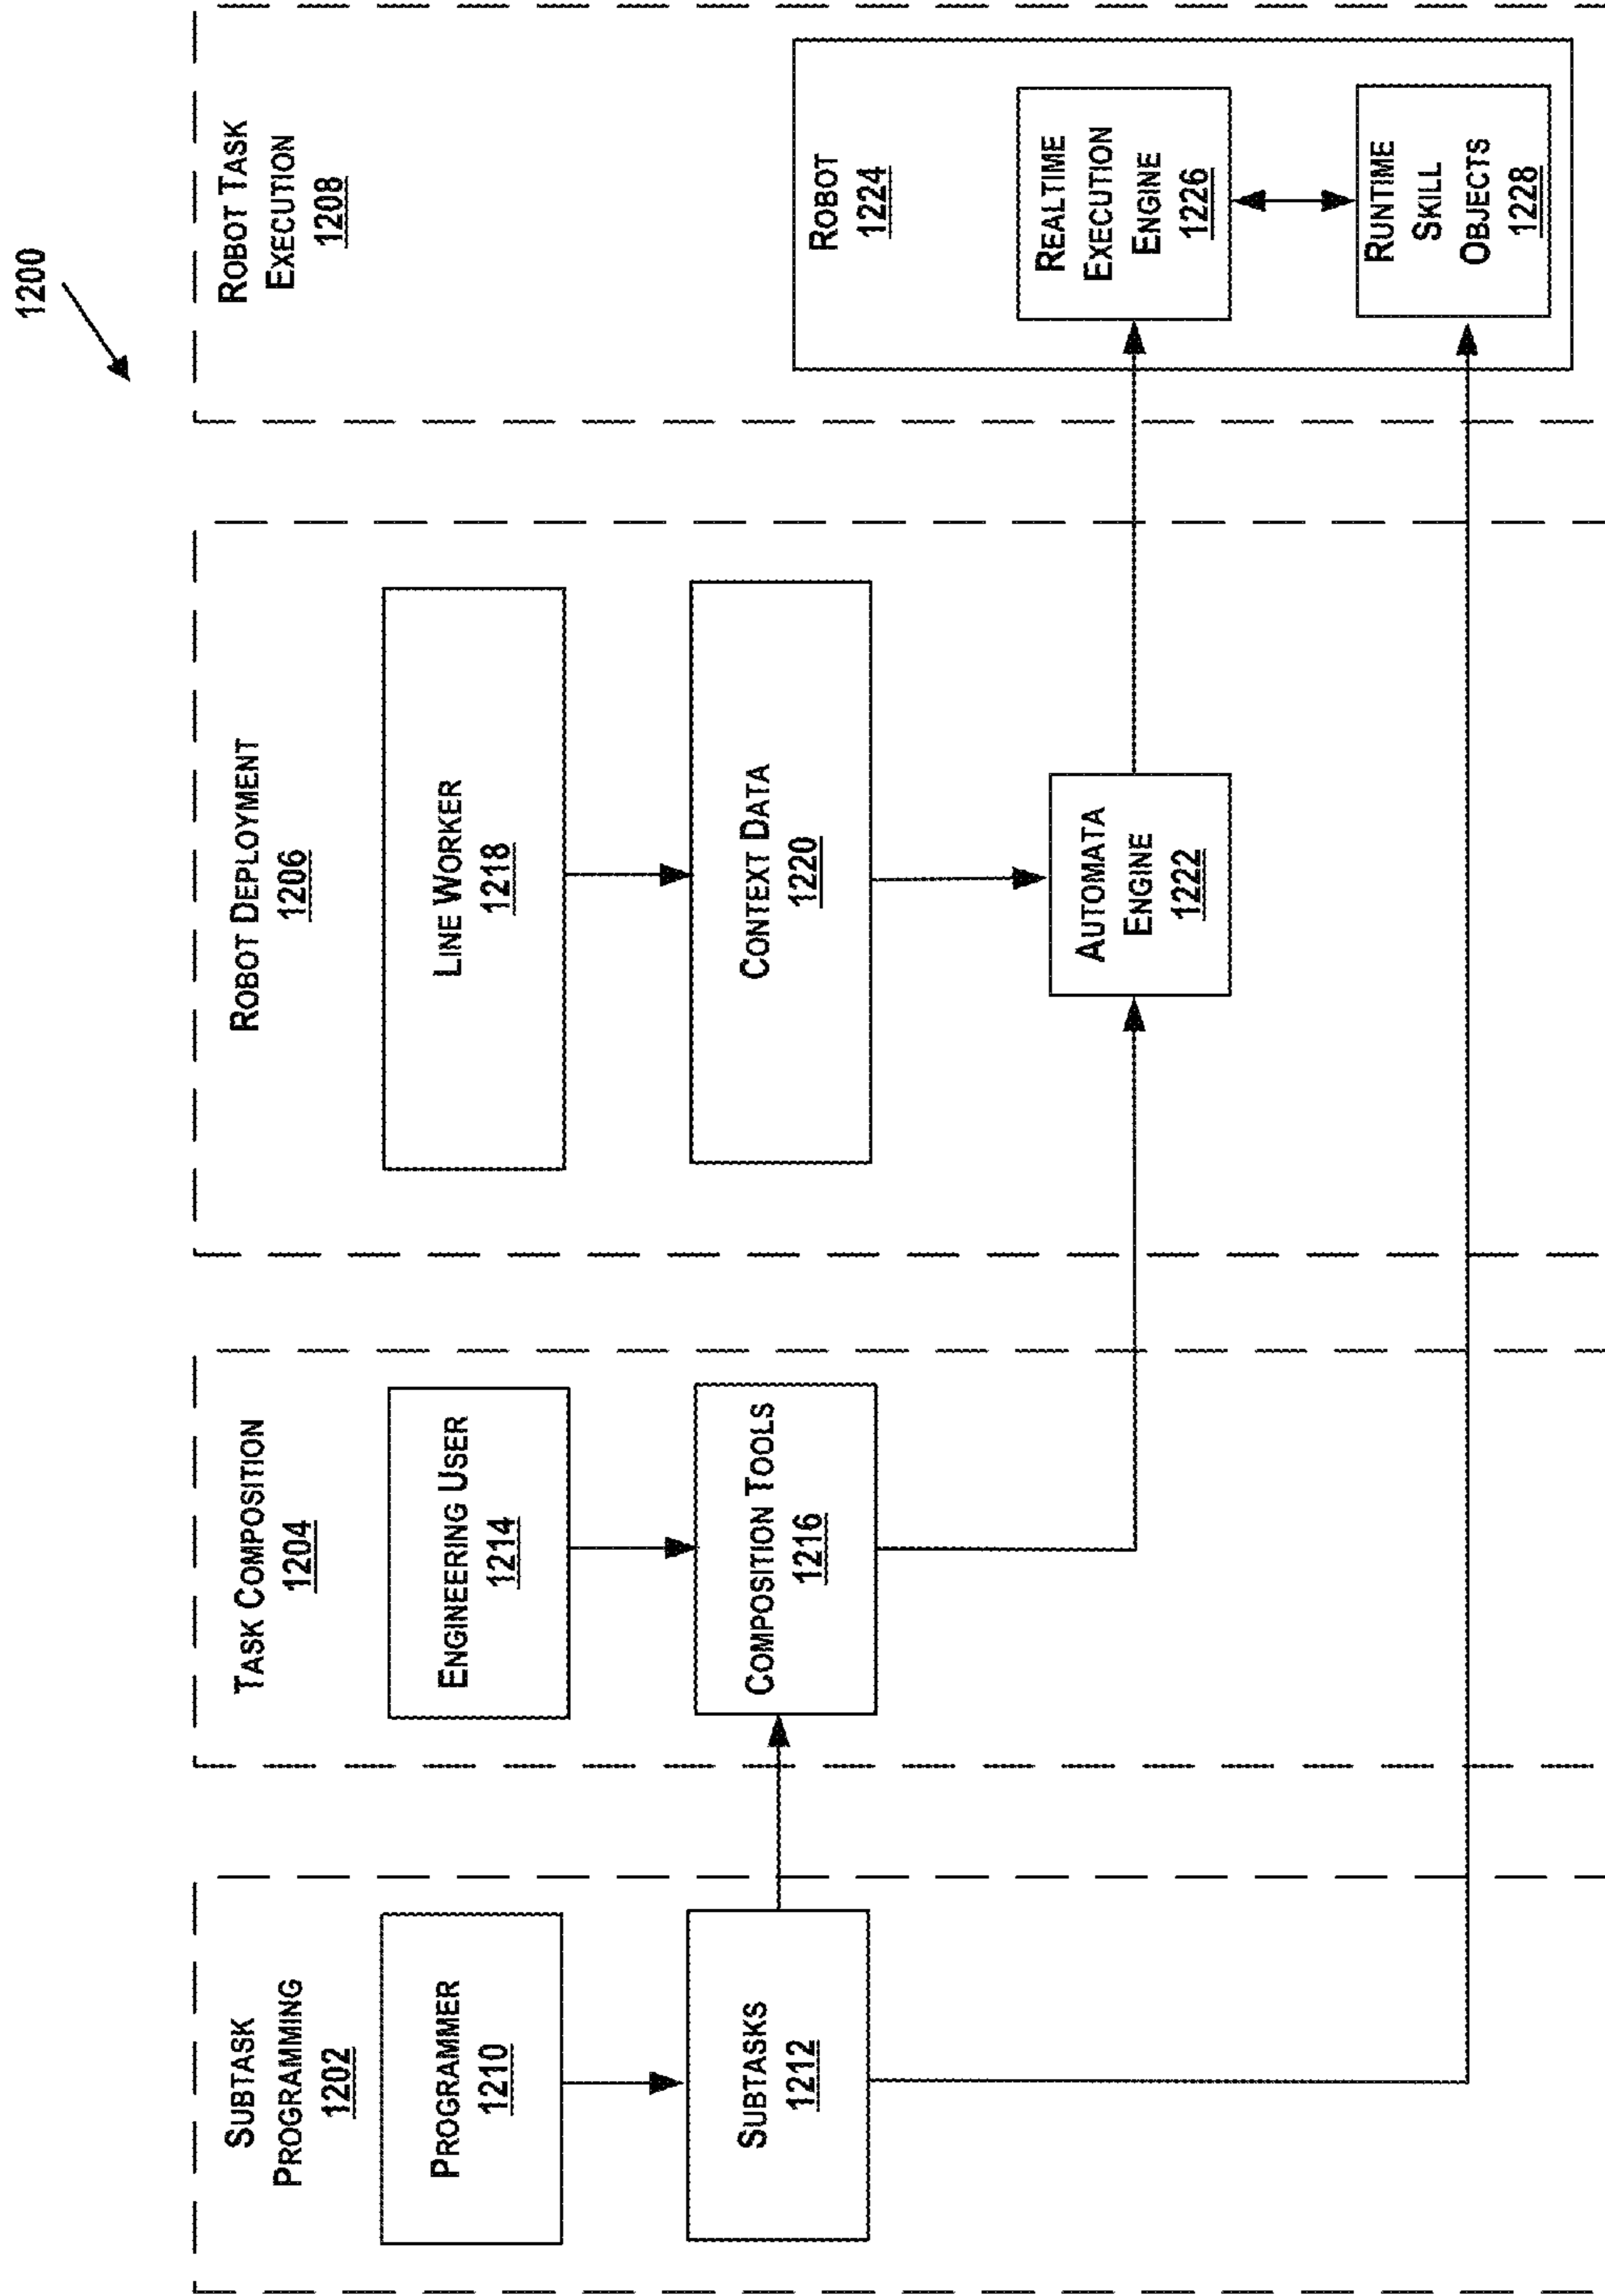 1200
SUBTASK
PROGRAMMING
1202
PROGRAMMER
1210
SUBTASKS
1212
TASK COMPOSITION
1204
ENGINEERING USER
1214
COMPOSITION TOOLS
1216
ROBOT DEPLOYMENT
1206
LINE WORKER
1218
CONTEXT DATA
1220
AUTOMATA
ENGINE
1222
ROBOT TASK
EXECUTION
1208
ROBOT
1224
REALTIME
EXECUTION
ENGINE
1226
RUNTIME
SKILL
OBJECTS
1228